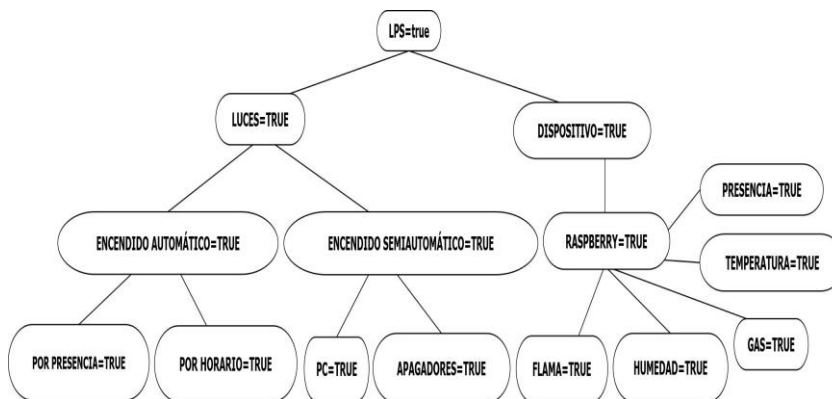 LPS=true
LUCES=TRUE
DISPOSITIVO=TRUE
PRESENCIA=TRUE
ENCENDIDO AUTOMÁTICO=TRUE
ENCENDIDO SEMIAUTOMÁTICO=TRUE
RASPBERRY=TRUE
TEMPERATURA=TRUE
POR PRESENCIA=TRUE
POR HORARIO=TRUE
PC=TRUE
APAGADORES=TRUE
FLAMA=TRUE
HUMEDAD=TRUE
GAS=TRUE